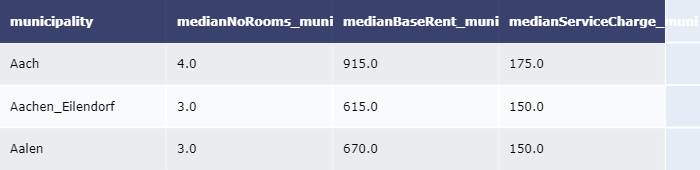 municipality medianNoRooms_muni medianBaseRent_muni medianServiceCharge_muni
Aach 4.0 915.0 175.0
Aachen_Eilendorf 3.0 615.0 150.0
Aalen 3.0 670.0 150.0